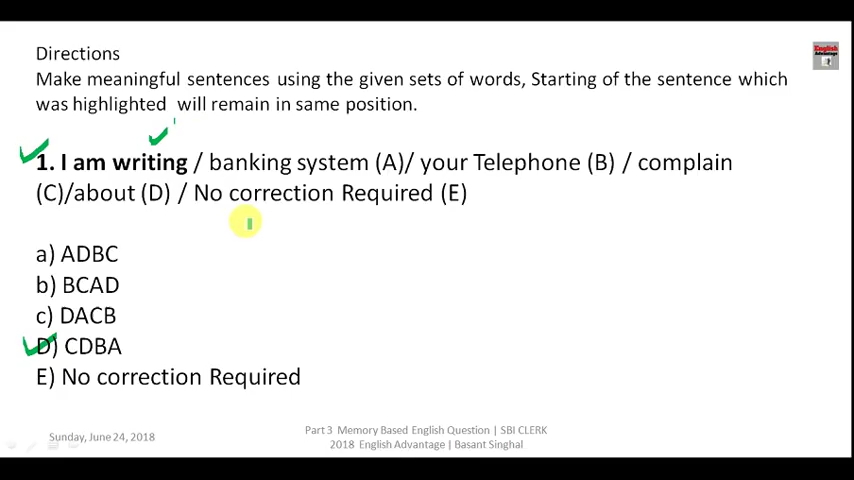 Directions
English
Advantage
Make meaningful sentences using the given sets of words, Starting of the sentence which
was highlighted will remain in same position.
1. I am writing / banking system (A)/ your Telephone (B) / complain
(C)/about (D) / No correction Required (E)
a) ADBC
b) BCAD
c) DACB
D) CDBA
E) No correction Required
Sunday, June 24, 2018
Part 3 Memory Based English Question | SBI CLERK
2018 English Advantage | Basant Singhal